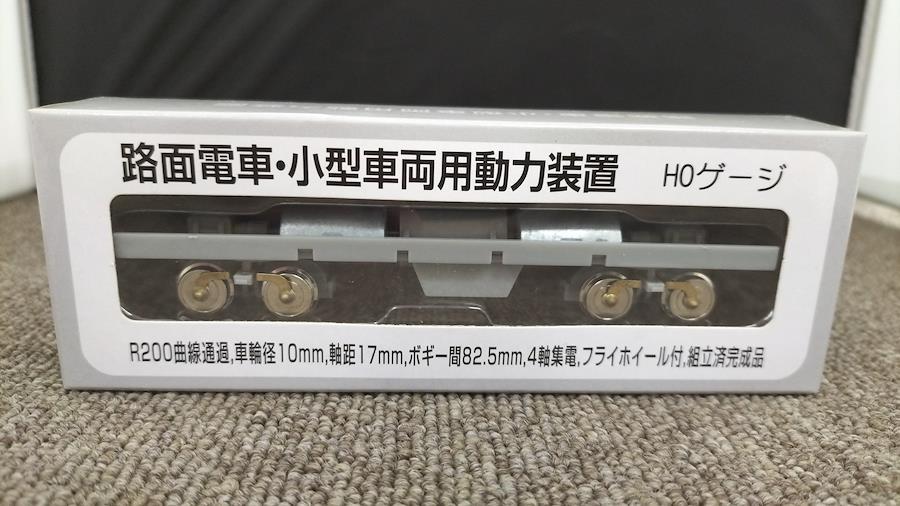 路面電車・小型車両用動力装置 HOゲージ
R200曲線通過,車輪径10mm,軸距17mm,ボギー間82.5mm,4軸集電,フライホイール付,組立済完成品